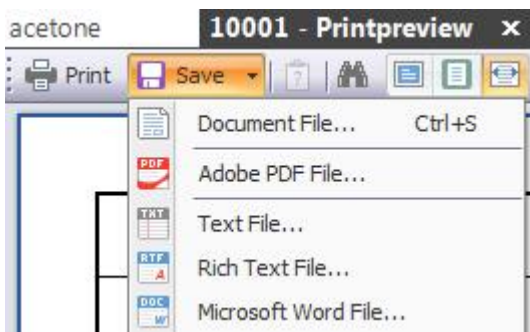 acetone 10001 - Printpreview ×
Print Save
Document File... Ctrl+S
PDF Adobe PDF File...
TXT Text File...
RTF A Rich Text File...
DOC W Microsoft Word File...